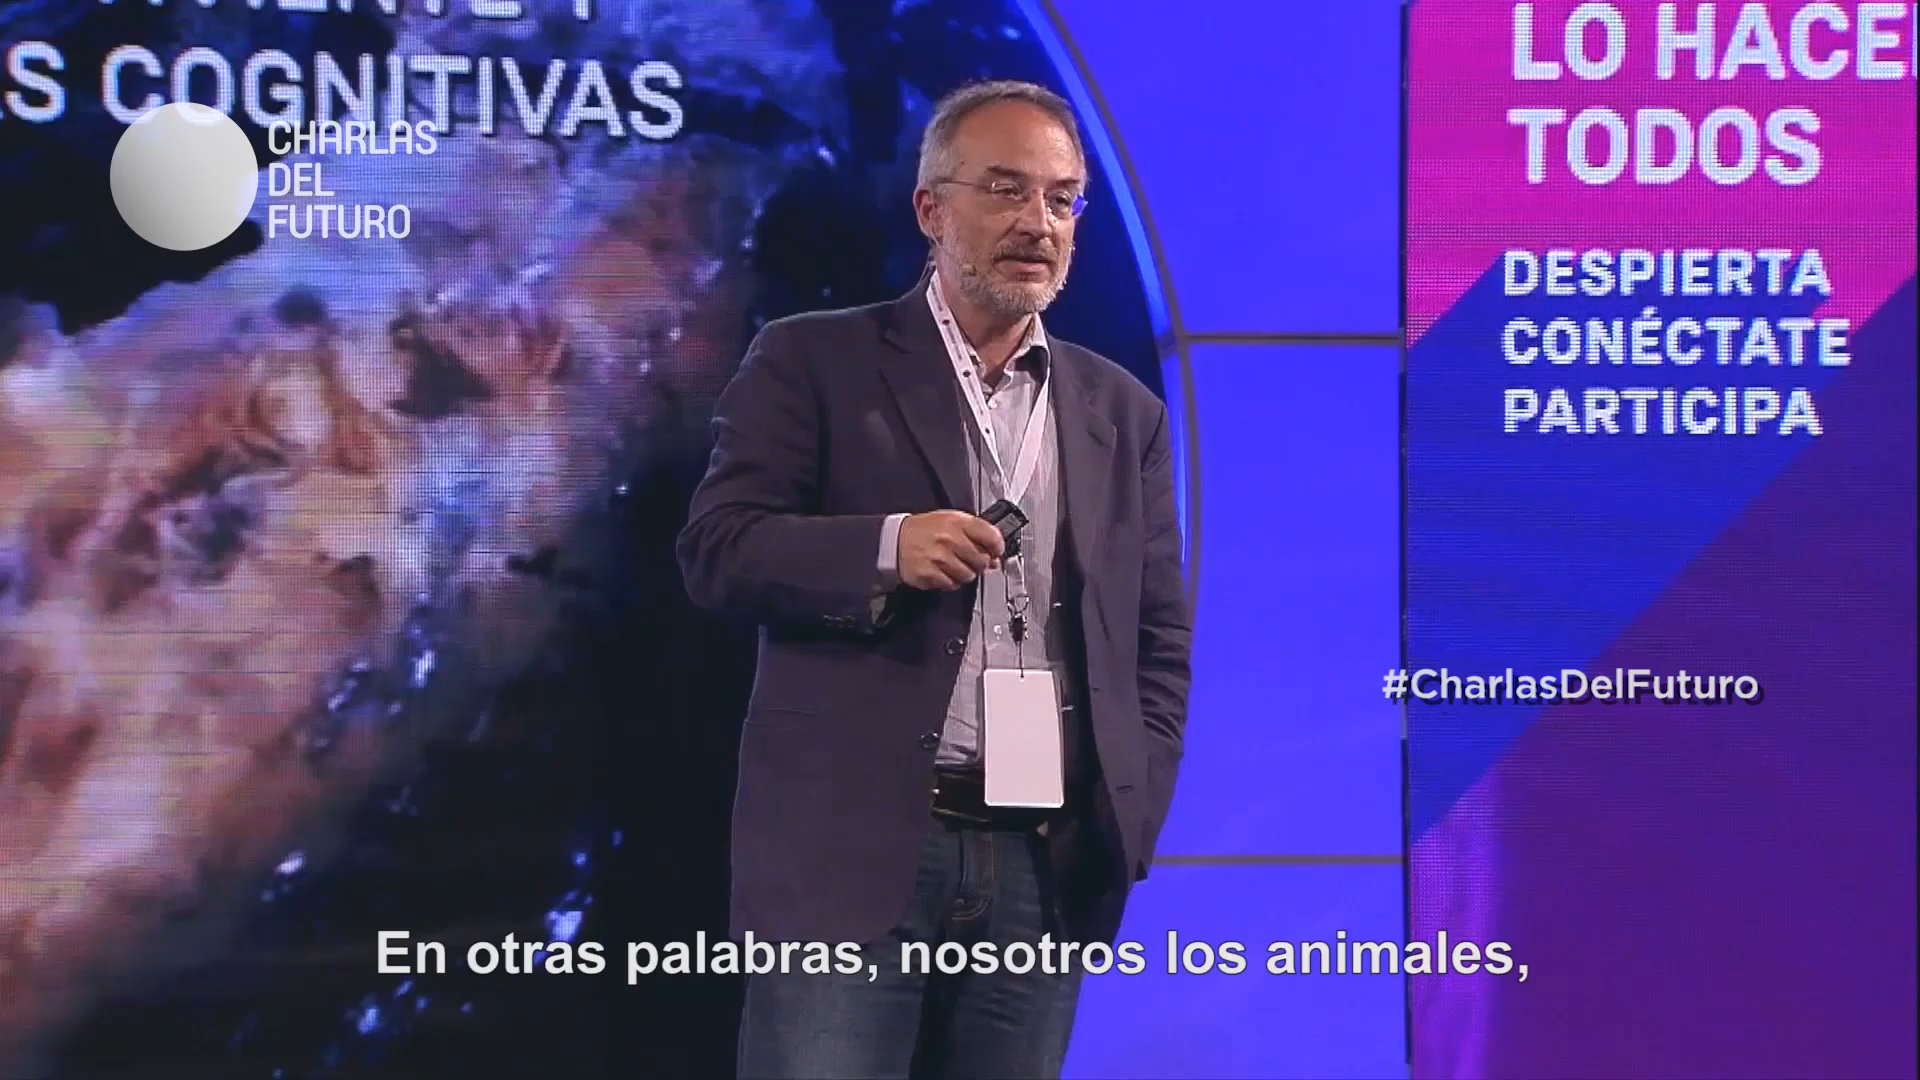 S COGNITIVAS
CHARLAS
DEL
FUTURO
LO HACE
TODOS
DESPIERTA
CONÉCTATE
PARTICIPA
#CharlasDelFuturo
En otras palabras, nosotros los animales,